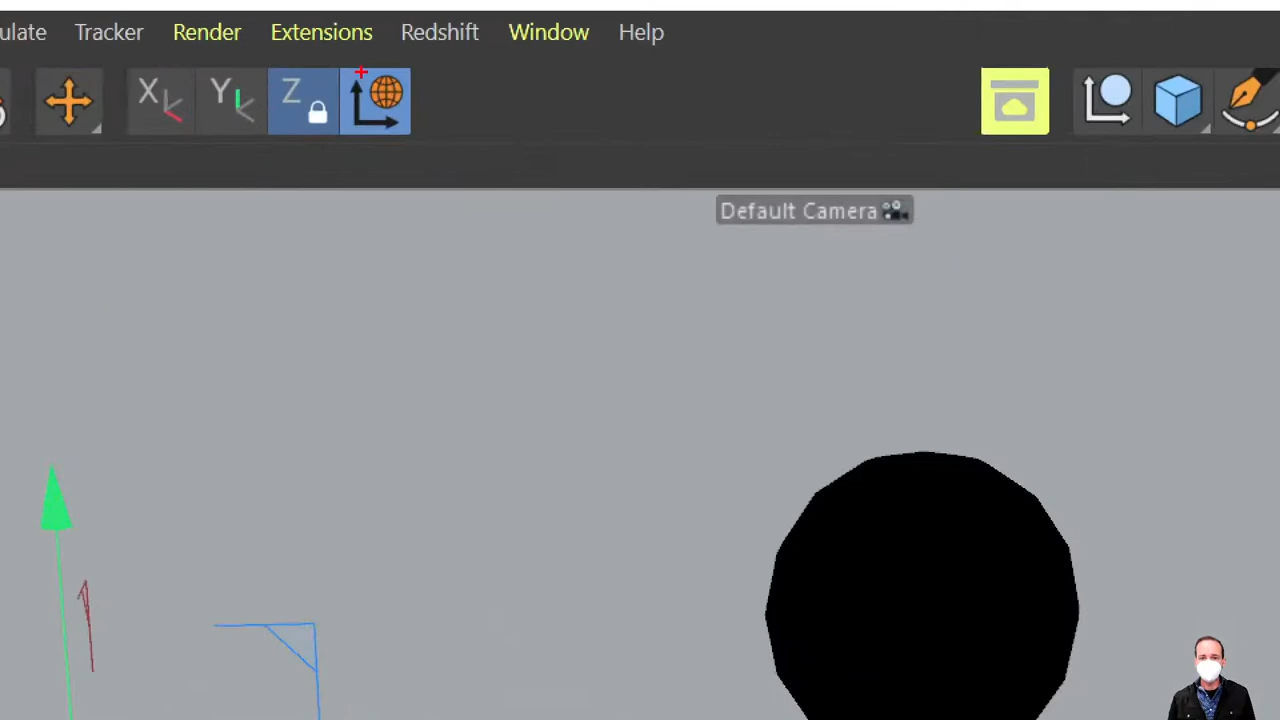 ulate Tracker Render Extensions Redshift Window Help
X Y Z
Default Camera